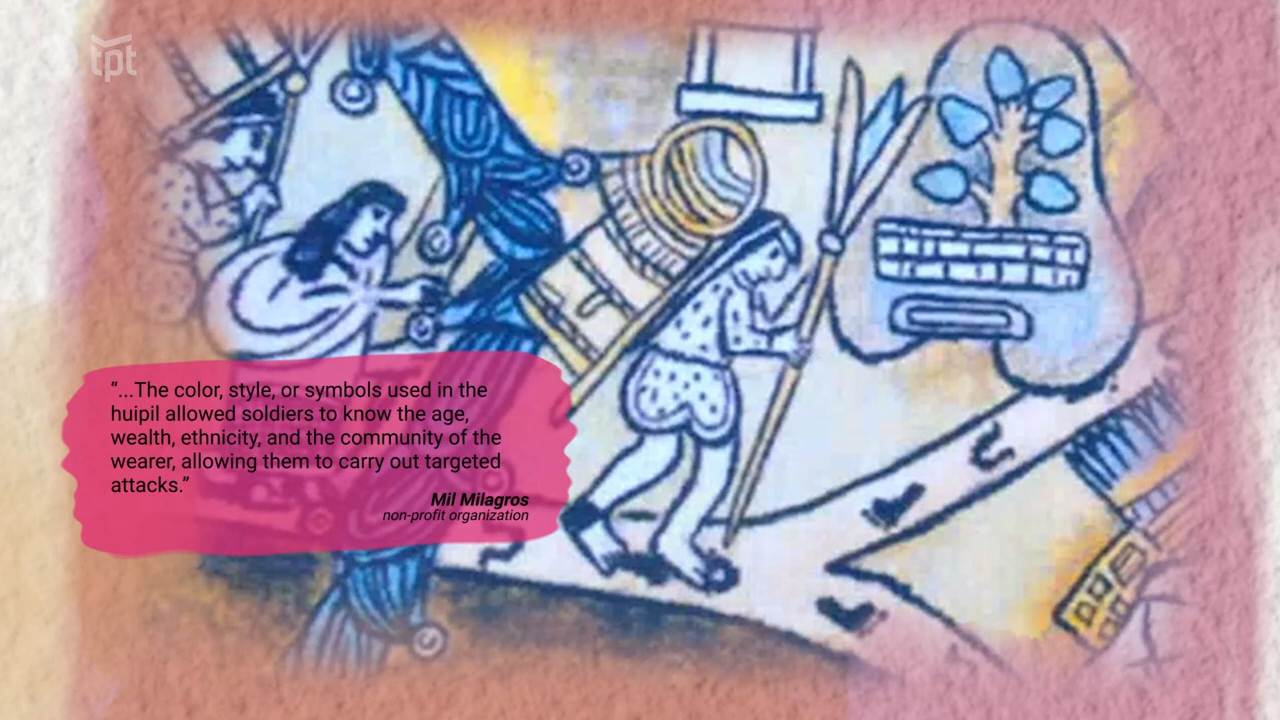 tpt
“...The color, style, or symbols used in the
huipil allowed soldiers to know the age,
wealth, ethnicity, and the community of the
wearer, allowing them to carry out targeted
attacks.”
Mil Milagros
non-profit organization